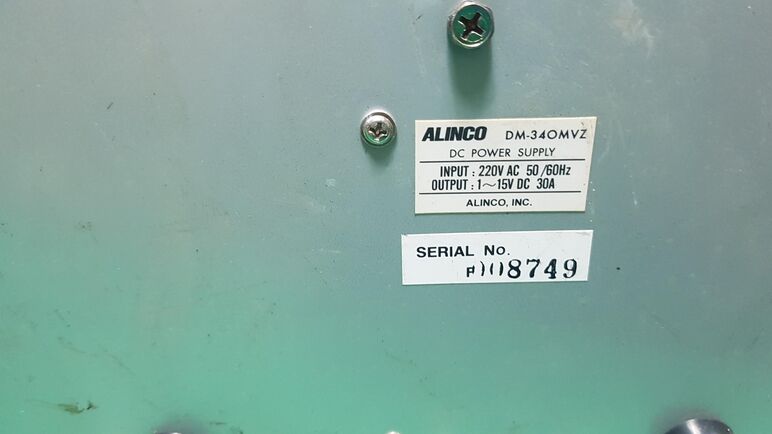 ALINCO DM-340MVZ
DC POWER SUPPLY
INPUT : 220V AC 50/60Hz
OUTPUT : 1~15V DC 30A
ALINCO, INC.
SERIAL No.